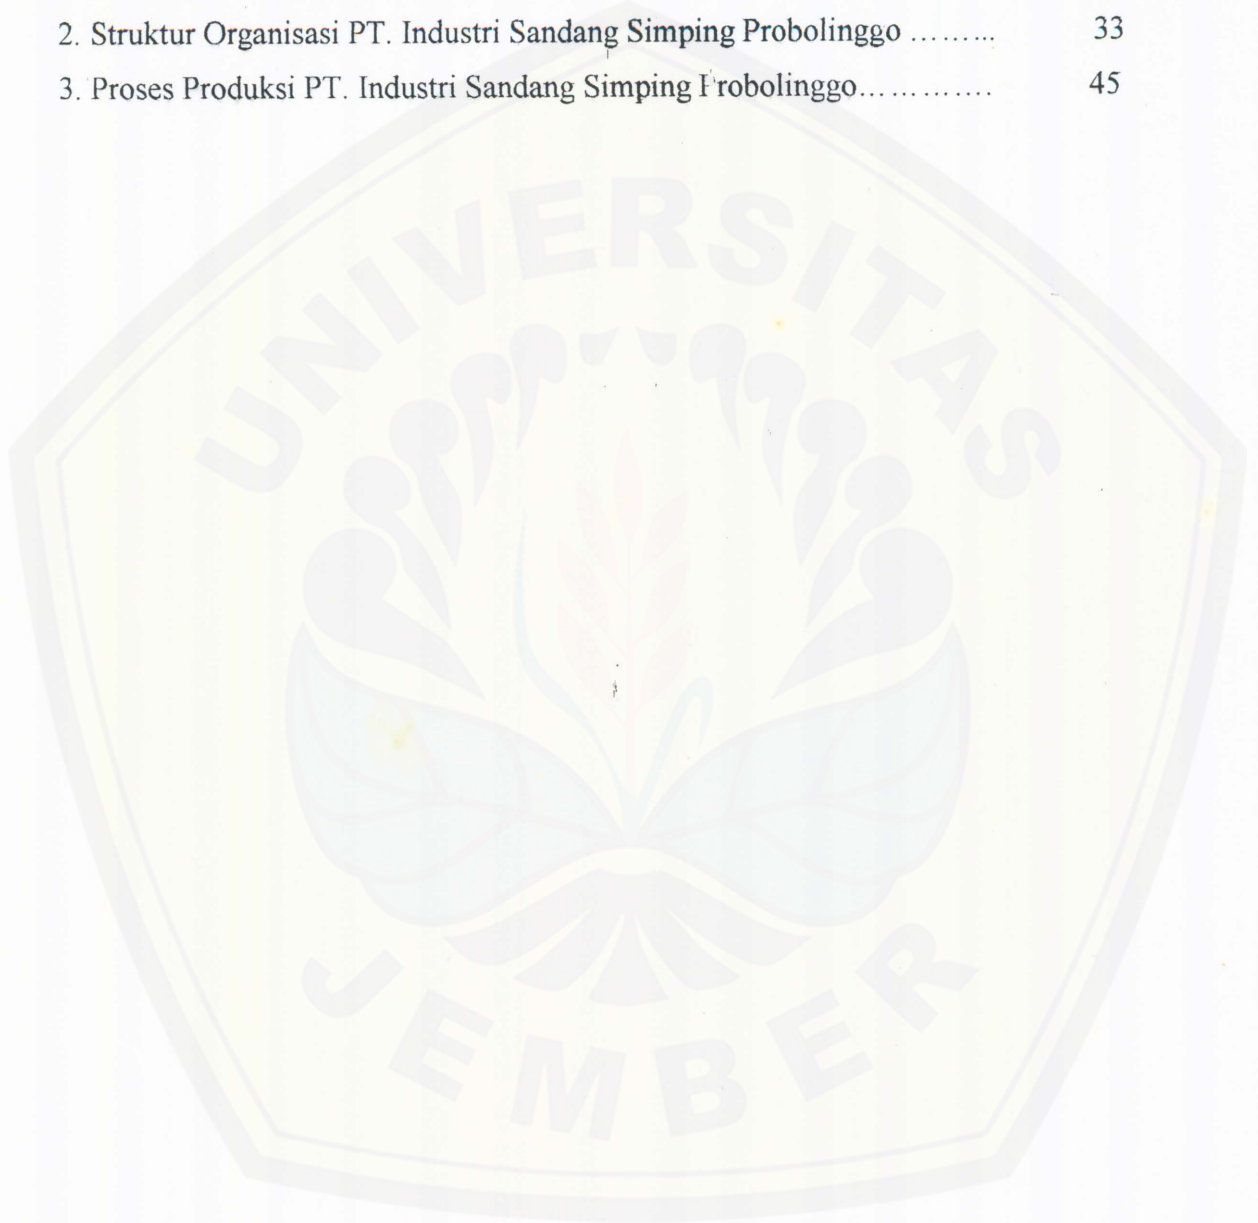 2. Struktur Organisasi PT. Industri Sandang Simping Probolinggo ......... 33
3. Proses Produksi PT. Industri Sandang Simping Probolinggo............. 45
UNIVERSITAS
JEMBER